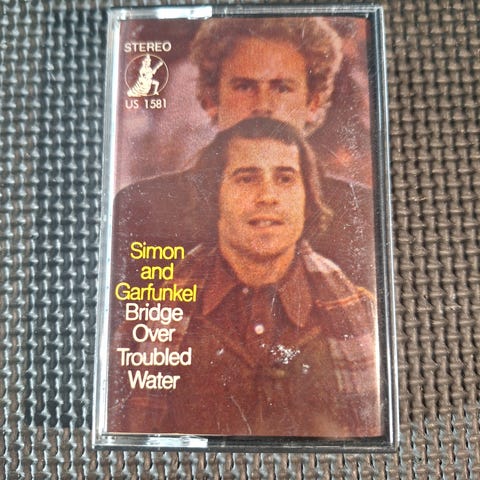 STEREO
US 1581
Simon
and
Garfunkel
Bridge
Over
Troubled
Water